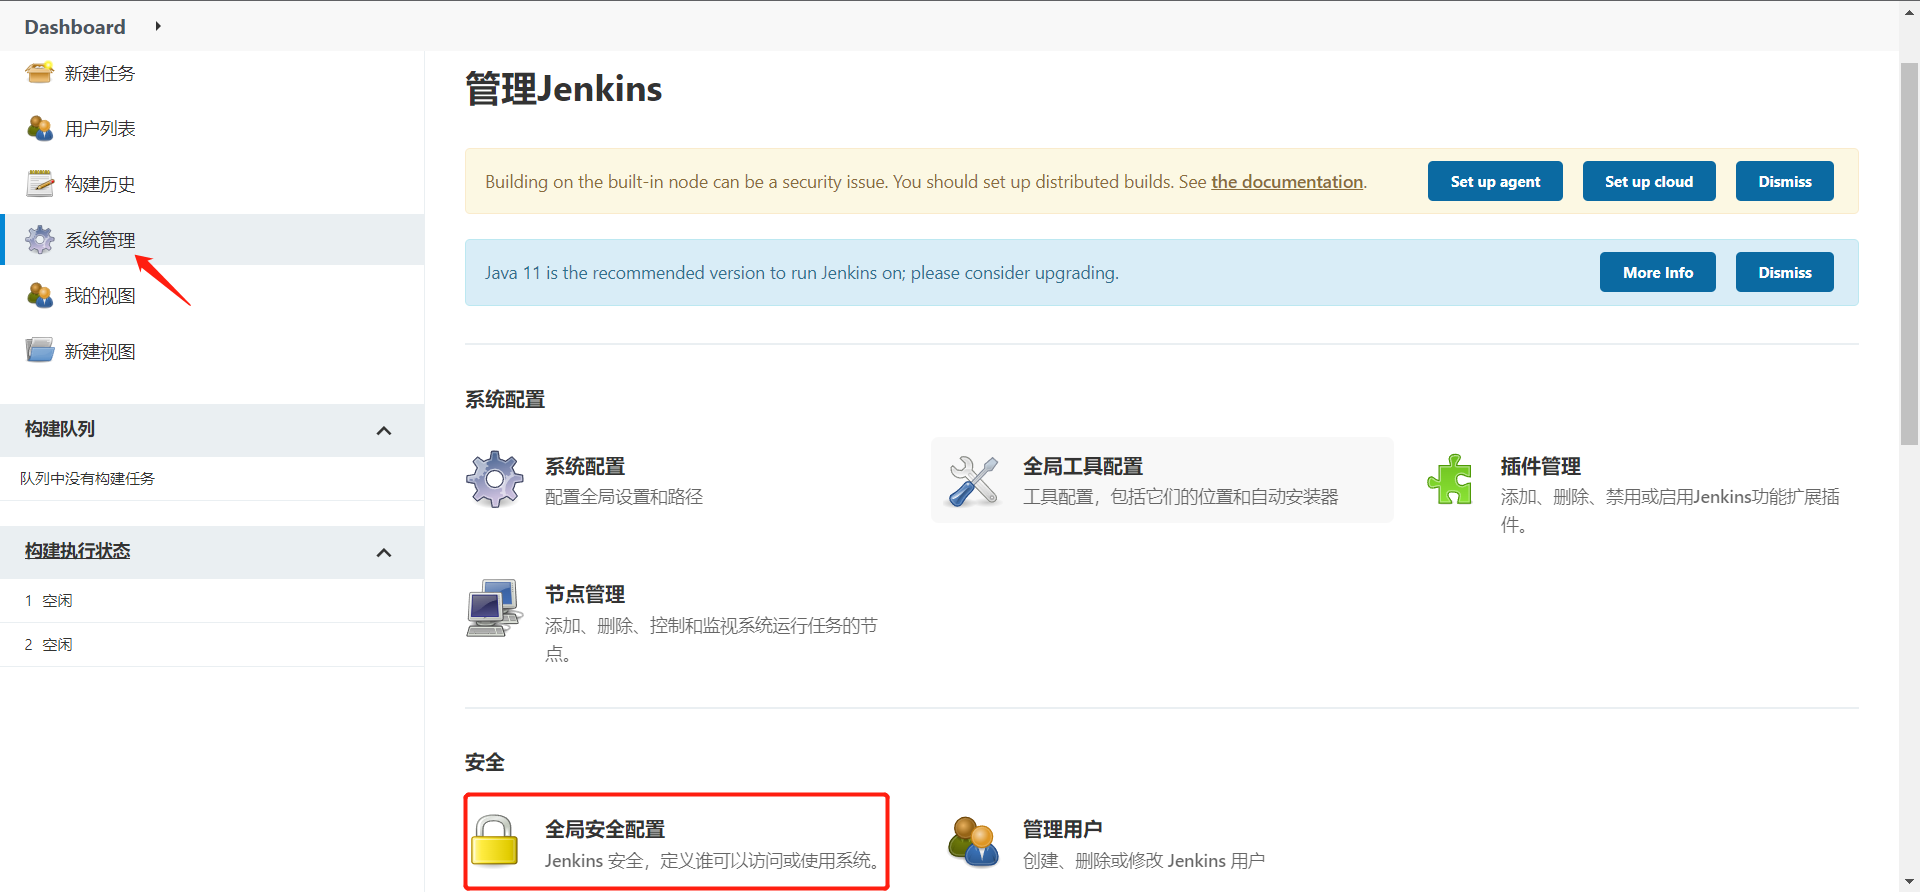 Dashboard
新建任务
用户列表
构建历史
系统管理
我的视图
新建视图
构建队列
队列中没有构建任务
构建执行状态
1 空闲
2 空闲
管理Jenkins
Building on the built-in node can be a security issue. You should set up distributed builds. See the documentation.
Set up agent
Set up cloud
Dismiss
Java 11 is the recommended version to run Jenkins on; please consider upgrading.
More Info
Dismiss
系统配置
系统配置
配置全局设置和路径
全局工具配置
工具配置，包括它们的位置和自动安装器
插件管理
添加、删除、禁用或启用Jenkins功能扩展插
件。
节点管理
添加、删除、控制和监视系统运行任务的节
点。
安全
全局安全配置
Jenkins 安全，定义谁可以访问或使用系统。
管理用户
创建、删除或修改 Jenkins 用户